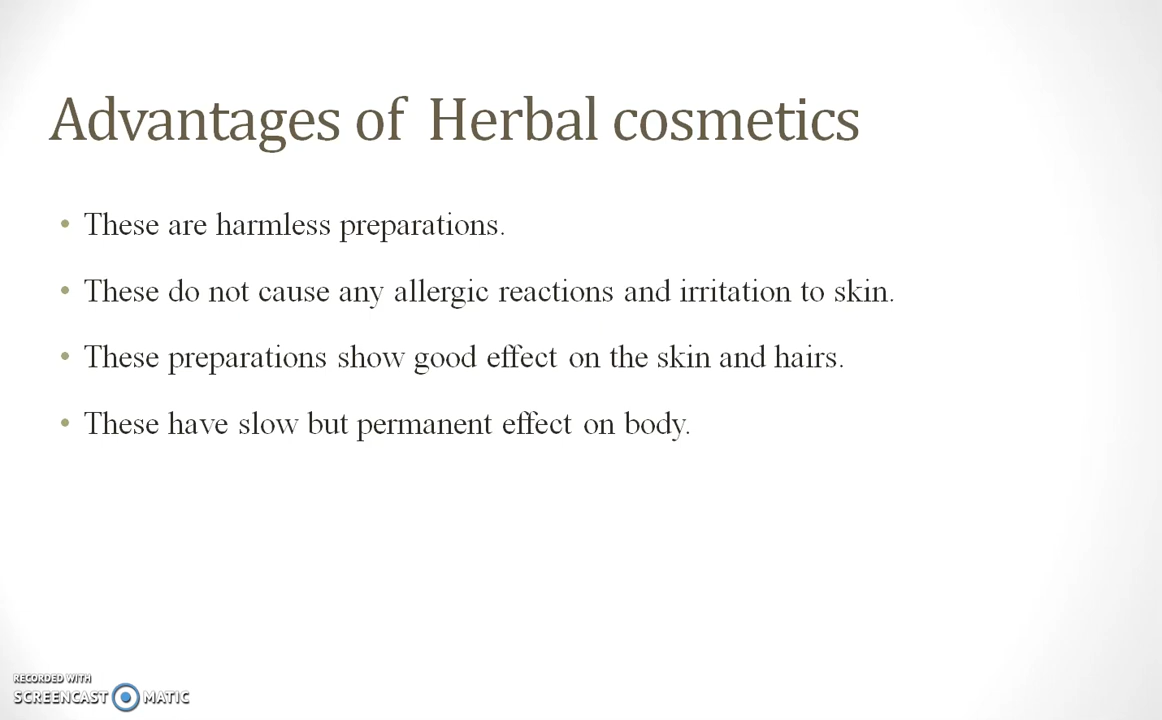 Advantages of Herbal cosmetics
• These are harmless preparations.
• These do not cause any allergic reactions and irritation to skin.
• These preparations show good effect on the skin and hairs.
• These have slow but permanent effect on body.
RECORDED WITH
SCREENCAST MATIC